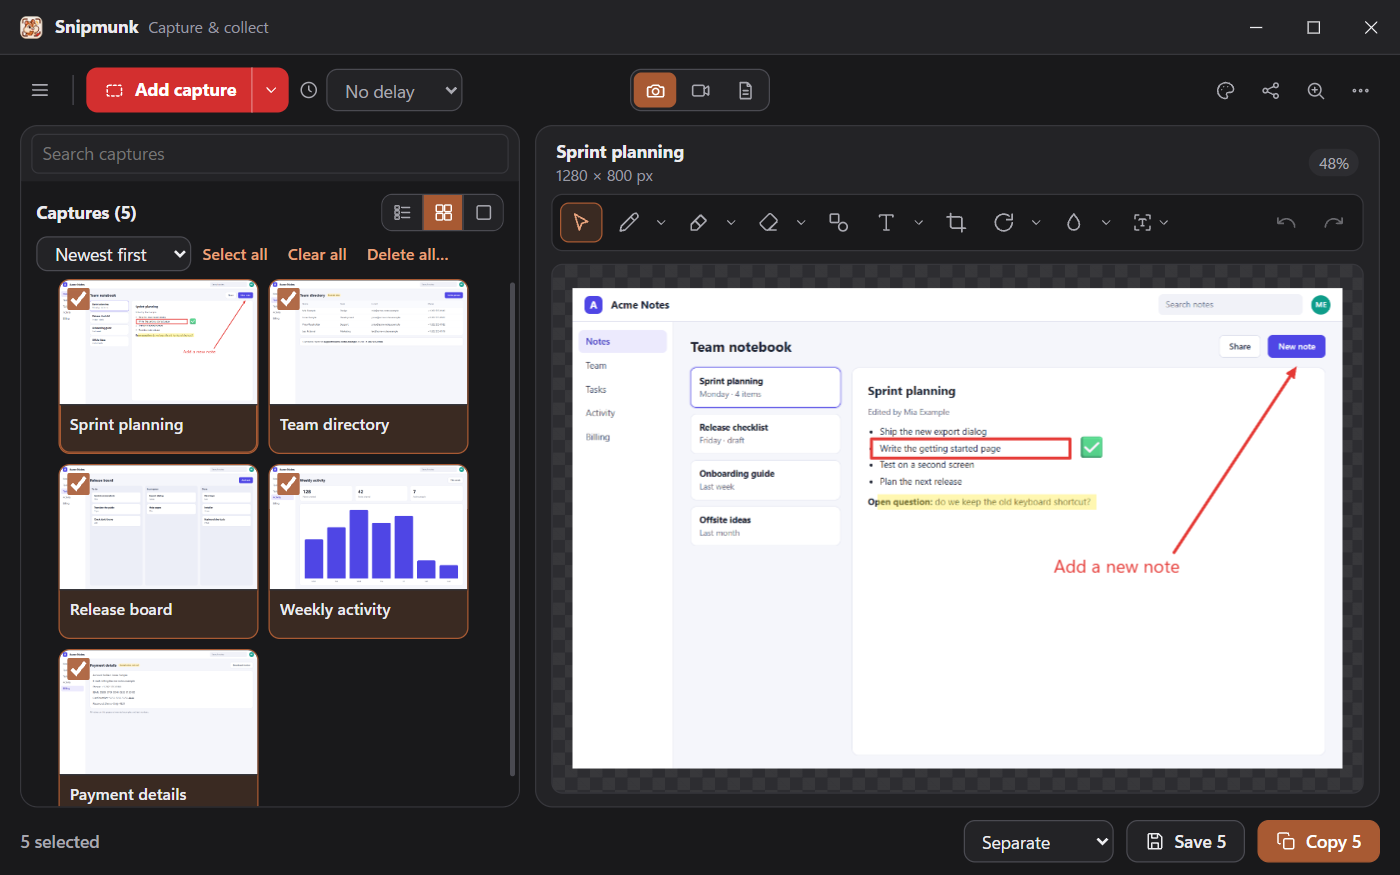 Snipmunk Capture & collect
Add capture
No delay
Search captures
Captures (5)
Newest first
Select all
Clear all
Delete all...
Sprint planning
Team directory
Release board
Weekly activity
Payment details
5 selected
Sprint planning
1280 × 800 px
48%
A
Acme Notes
Search notes
ME
Notes
Team
Tasks
Activity
Billing
Team notebook
Share
New note
Sprint planning
Monday · 4 items
Release checklist
Friday · draft
Onboarding guide
Last week
Offsite ideas
Last month
Sprint planning
Edited by Mia Example
• Ship the new export dialog
Write the getting started page
• Test on a second screen
• Plan the next release
Open question: do we keep the old keyboard shortcut?
Add a new note
Separate
Save 5
Copy 5